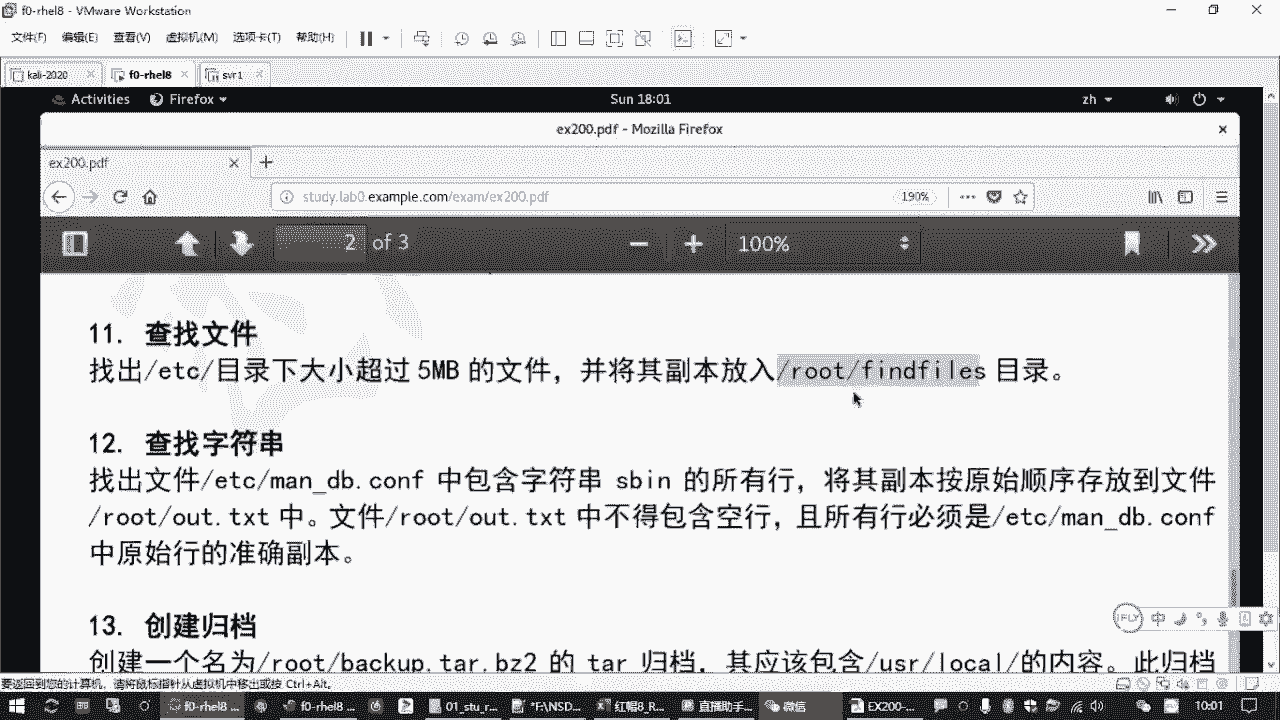 f0-rhel8 - VMware Workstation
文件(F) 编辑(E) 查看(V) 虚拟机(M) 选项卡(T) 帮助(H)
kali-2020 f0-rhel8 svr1
Activities Firefox Sun 18:01 zh
ex200.pdf - Mozilla Firefox
ex200.pdf
study.lab0.example.com/exam/ex200.pdf 190%
2 of 3 100%
11. 查找文件
找出/etc/目录下大小超过 5MB 的文件，并将其副本放入/root/findfiles 目录。
12. 查找字符串
找出文件/etc/man_db.conf 中包含字符串 sbin 的所有行，将其副本按原始顺序存放到文件
/root/out.txt 中。文件/root/out.txt 中不得包含空行，且所有行必须是/etc/man_db.conf
中原始行的准确副本。
13. 创建归档
创建一个名为/root/backup.tar.bz2 的 tar 归档，其应该包含/usr/local/的内容。此归档
iFLY 中
要返回到您的计算机，请将鼠标指针从虚拟机中移出或按 Ctrl+Alt。
f0-rhel8 ... f0-rhel8 ... 01_stu_r... "F:\NSD... 红帽8_R... 直播助手... 微信 EX200-... 10:01